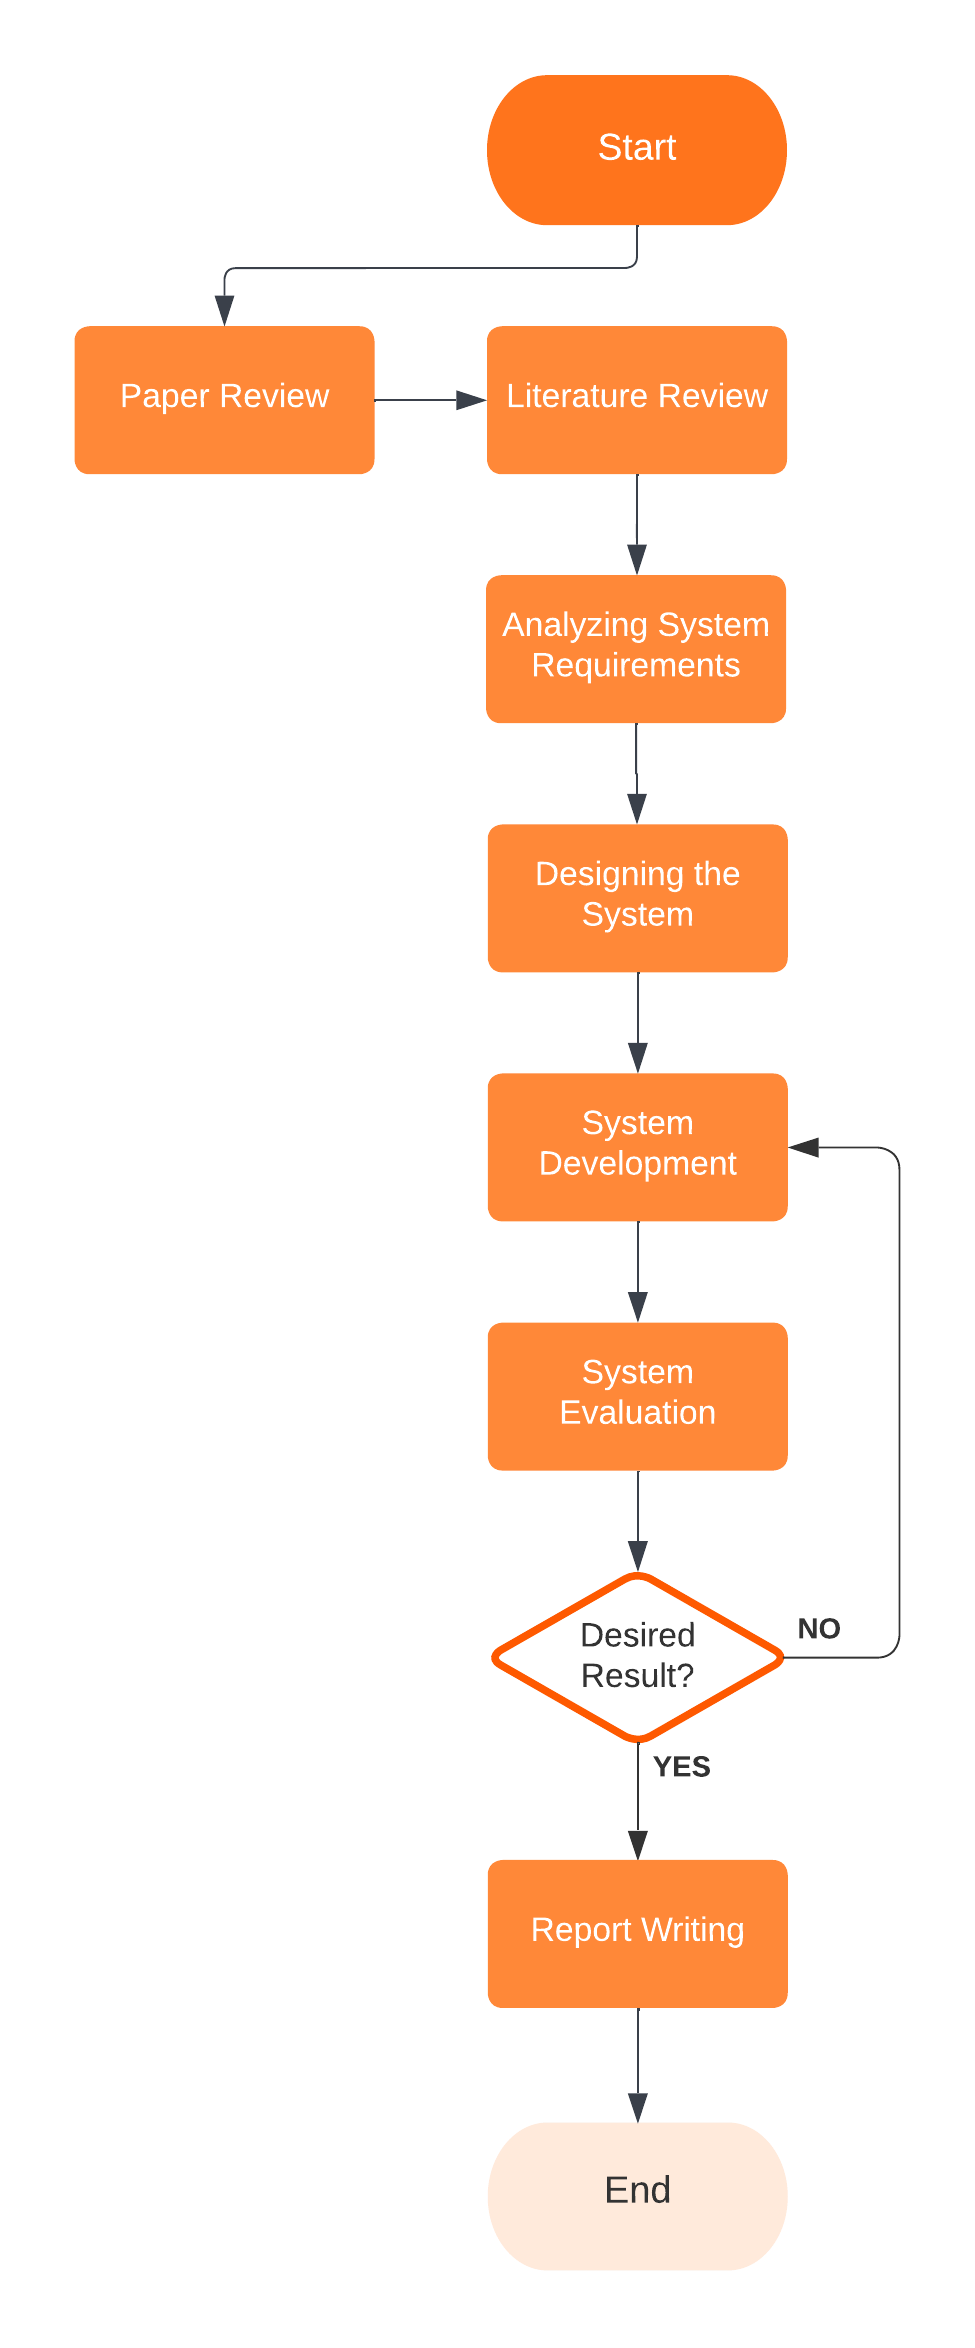 Start
Paper Review
Literature Review
Analyzing System
Requirements
Designing the
System
System
Development
System
Evaluation
Desired
Result?
NO
YES
Report Writing
End